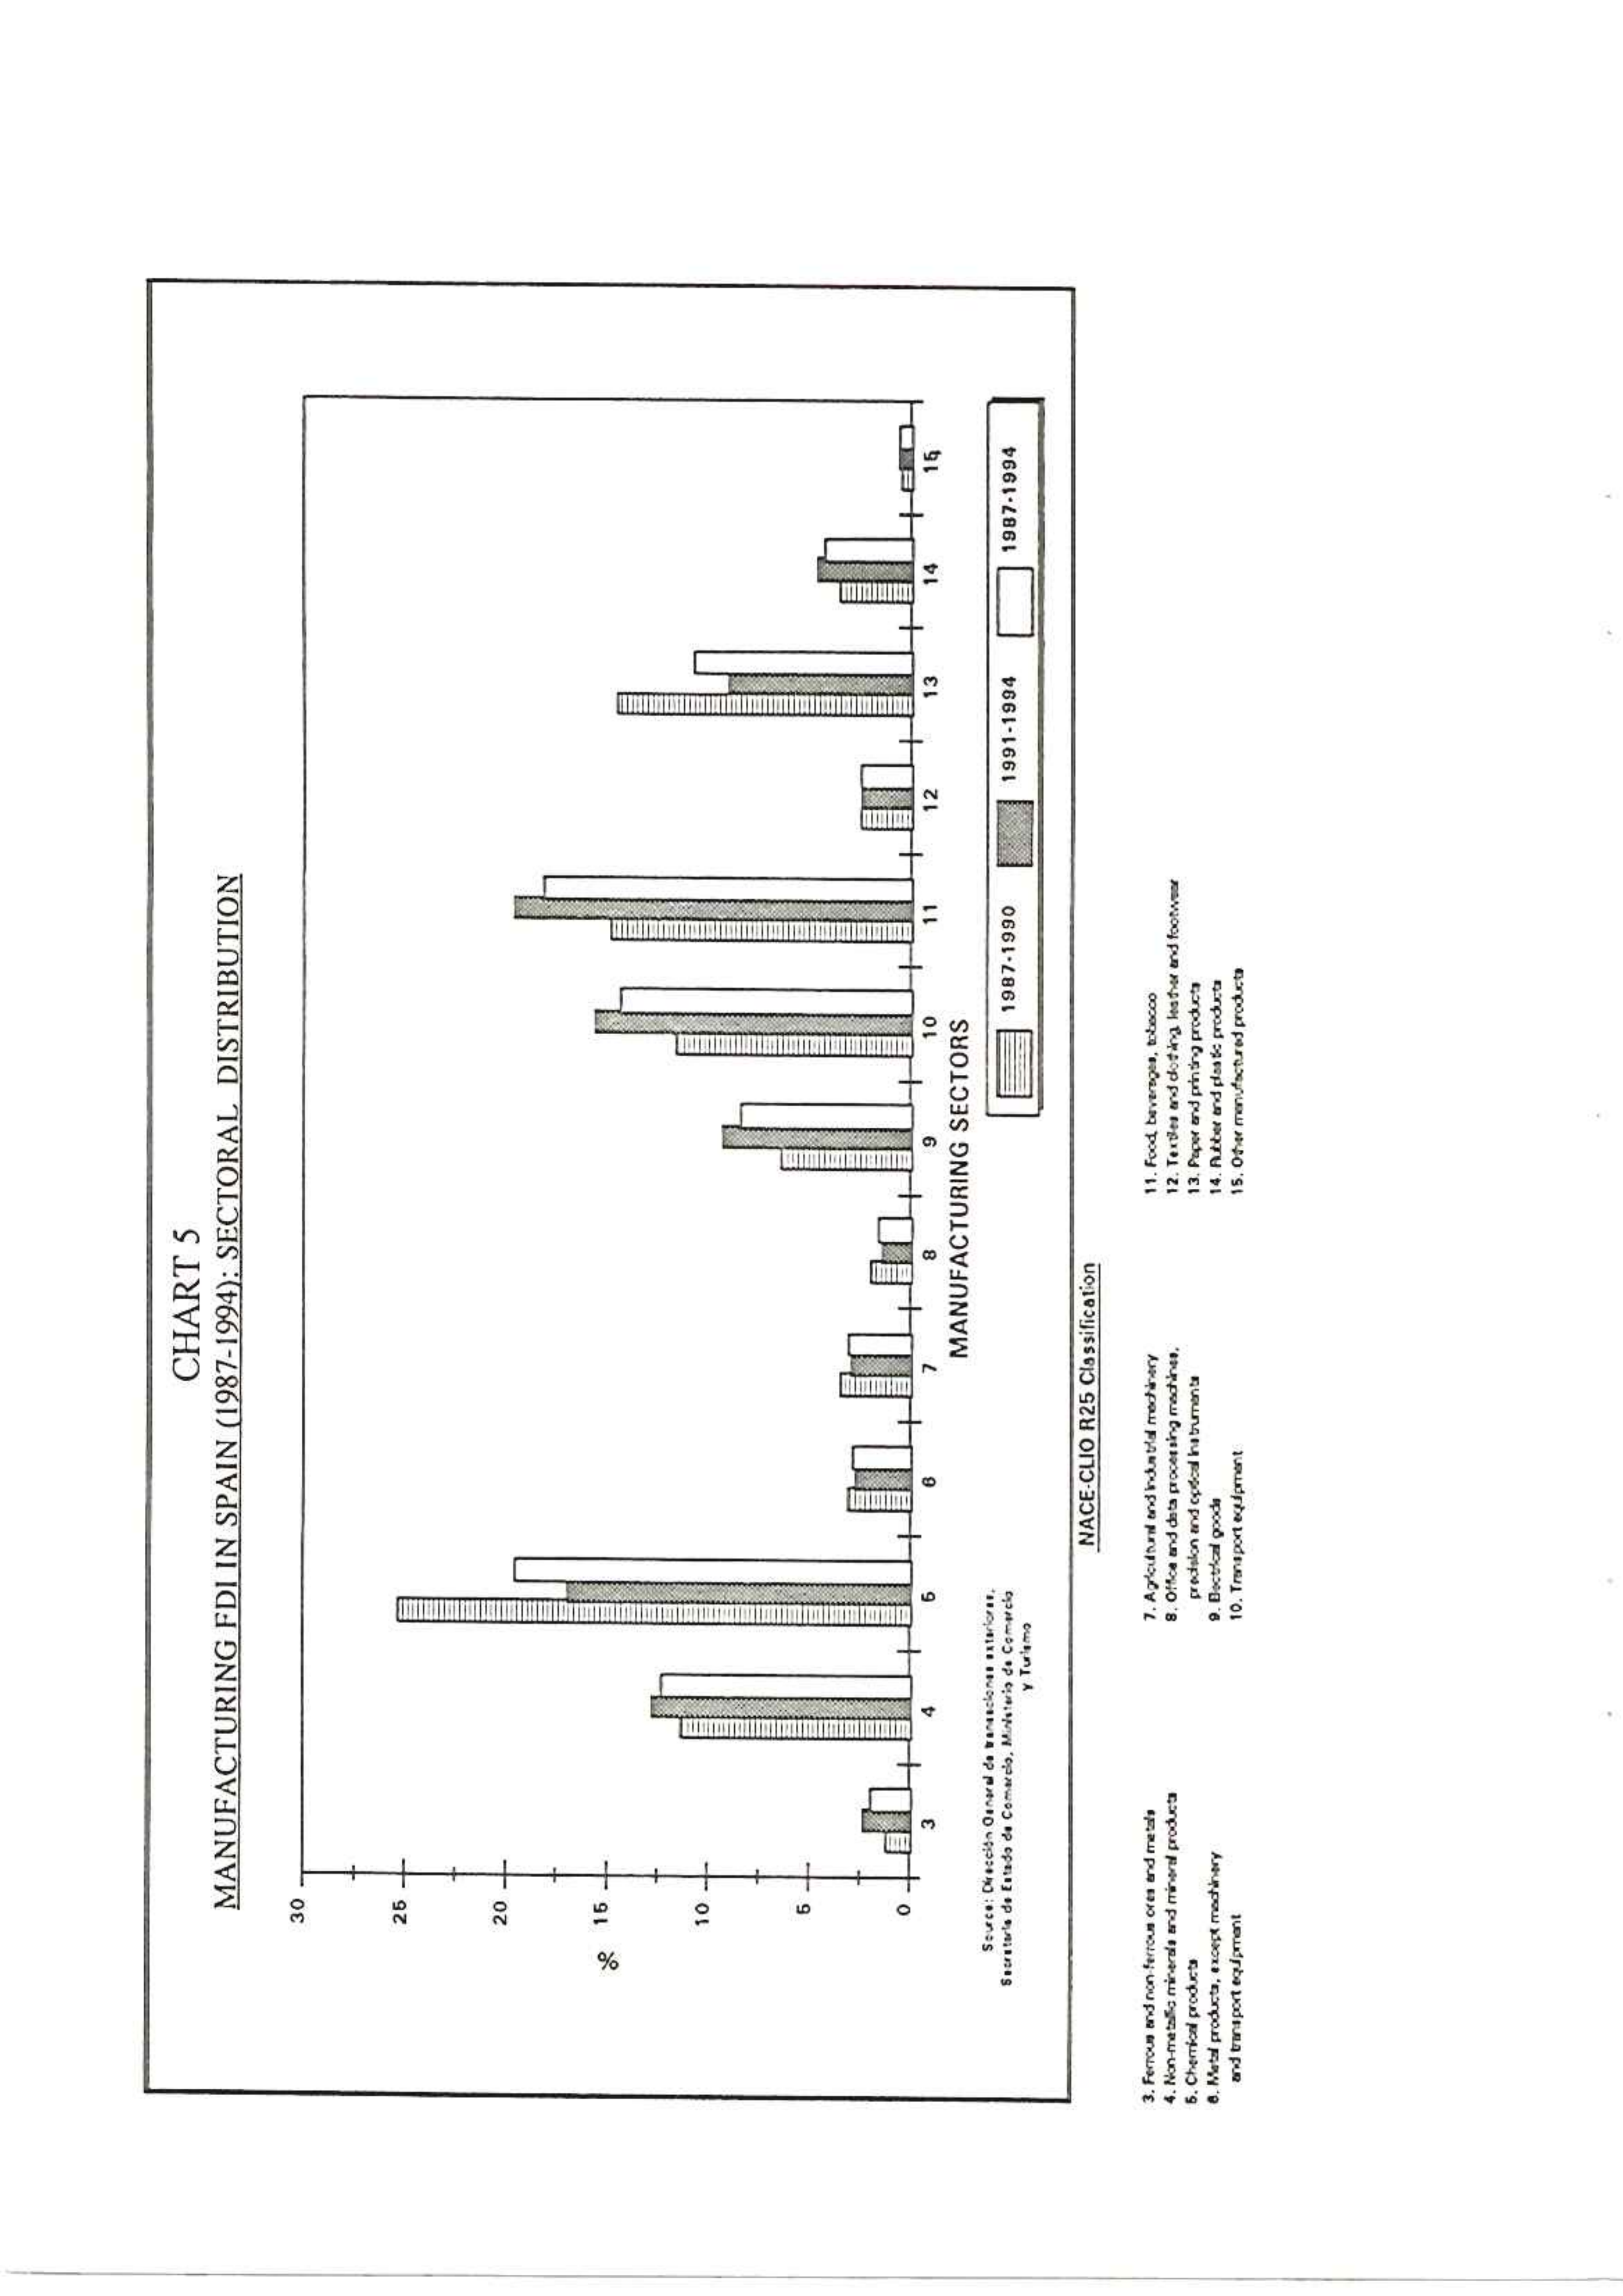 CHART 5
MANUFACTURING FDI IN SPAIN (1987-1994): SECTORAL DISTRIBUTION
30
25
20
15
10
5
0
%
3 4 5 6 7 8 9 10 11 12 13 14 15
MANUFACTURING SECTORS
1987-1990 1991-1994 1987-1994
Source: Dirección General de transacciones exteriores,
Secretaría de Estado de Comercio, Ministerio de Comercio
y Turismo
NACE-CLIO R25 Classification
3. Ferrous and non-ferrous ores and metals
4. Non-metallic minerals and mineral products
5. Chemical products
6. Metal products, except machinery
and transport equipment
7. Agricultural and industrial machinery
8. Office and data processing machines,
precision and optical instruments
9. Electrical goods
10. Transport equipment
11. Food, beverages, tobacco
12. Textiles and clothing, leather and footwear
13. Paper and printing products
14. Rubber and plastic products
15. Other manufactured products